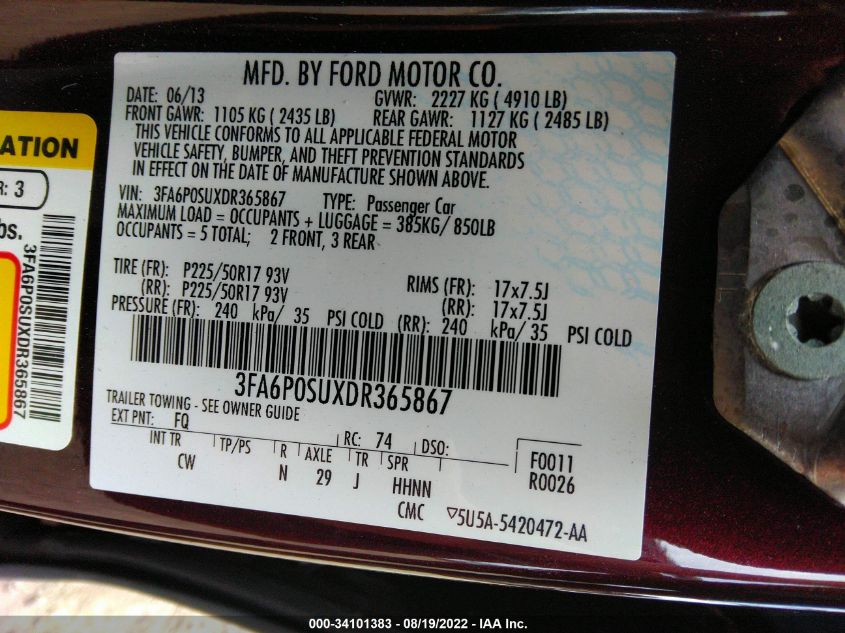 MFD. BY FORD MOTOR CO.
DATE: 06/13 GVWR: 2227 KG ( 4910 LB)
FRONT GAWR: 1105 KG ( 2435 LB) REAR GAWR: 1127 KG ( 2485 LB)
THIS VEHICLE CONFORMS TO ALL APPLICABLE FEDERAL MOTOR
VEHICLE SAFETY, BUMPER, AND THEFT PREVENTION STANDARDS
IN EFFECT ON THE DATE OF MANUFACTURE SHOWN ABOVE.
VIN: 3FA6P0SUXDR365867 TYPE: Passenger Car
MAXIMUM LOAD = OCCUPANTS + LUGGAGE = 385KG/ 850LB
OCCUPANTS = 5 TOTAL; 2 FRONT, 3 REAR
TIRE (FR): P225/50R17 93V RIMS (FR): 17x7.5J
(RR): P225/50R17 93V (RR): 17x7.5J
PRESSURE (FR): 240 kPa/ 35 PSI COLD (RR): 240 kPa/ 35 PSI COLD
3FA6P0SUXDR365867
TRAILER TOWING - SEE OWNER GUIDE
EXT PNT: FQ RC: 74 DSO: F0011
INT TR TP/PS R AXLE TR SPR R0026
CW N 29 J HHNN
CMC ▽5U5A-5420472-AA
ATION
R: 3
bs.
3FA6P0SUXDR365867
000-34101383 - 08/19/2022 - IAA Inc.